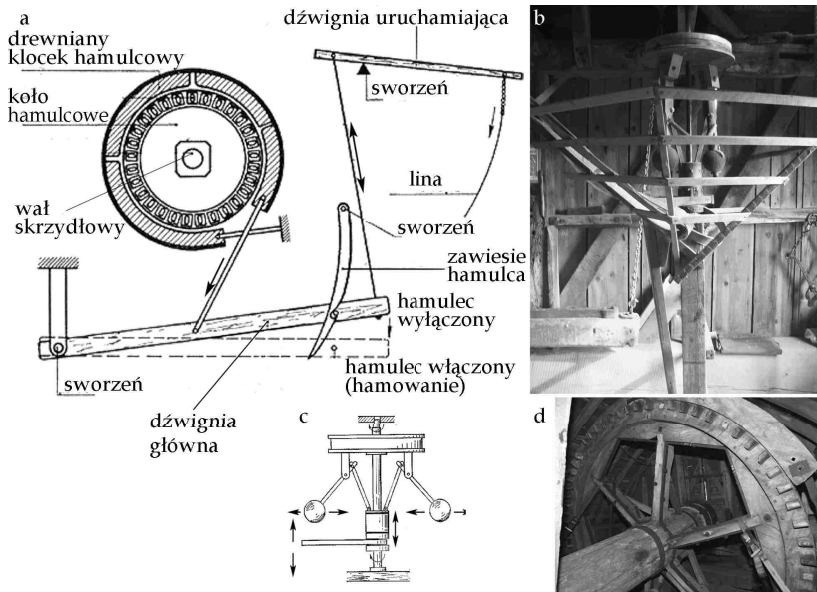 a
drewniany
klocek hamulcowy
koło
hamulcowe
wał
skrzydłowy
dźwignia uruchamiająca
sworzeń
lina
sworzeń
zawiesie
hamulca
hamulec
wyłączony
hamulec włączony
(hamowanie)
sworzeń
dźwignia
główna
b
c
d